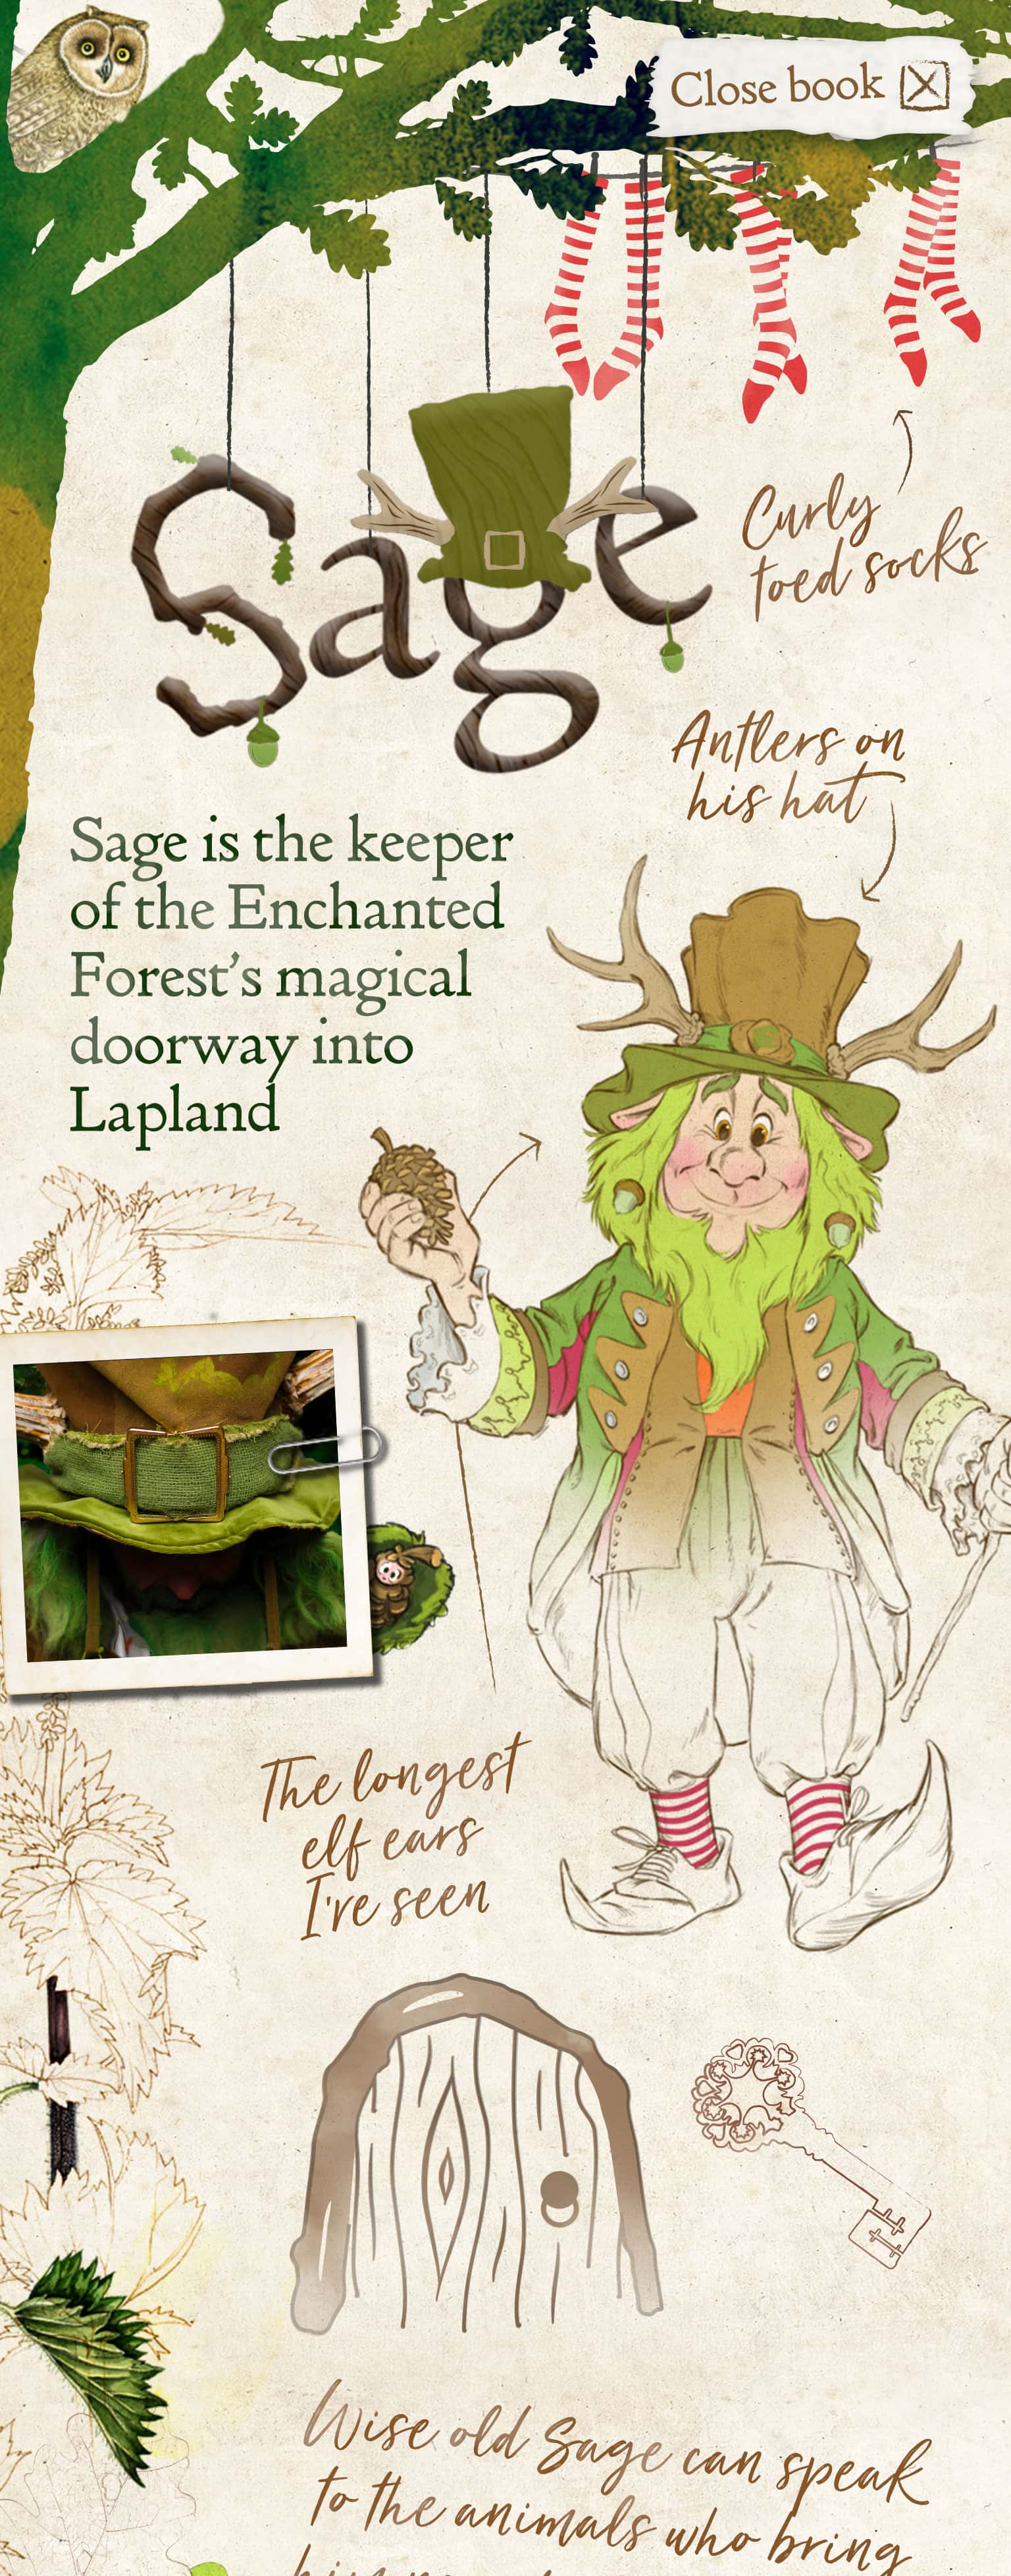 Close book
Sage
Curly
toed socks
Antlers on
his hat
Sage is the keeper
of the Enchanted
Forest’s magical
doorway into
Lapland
The longest
elf ears
I've seen
Wise old Sage can speak
to the animals who bring